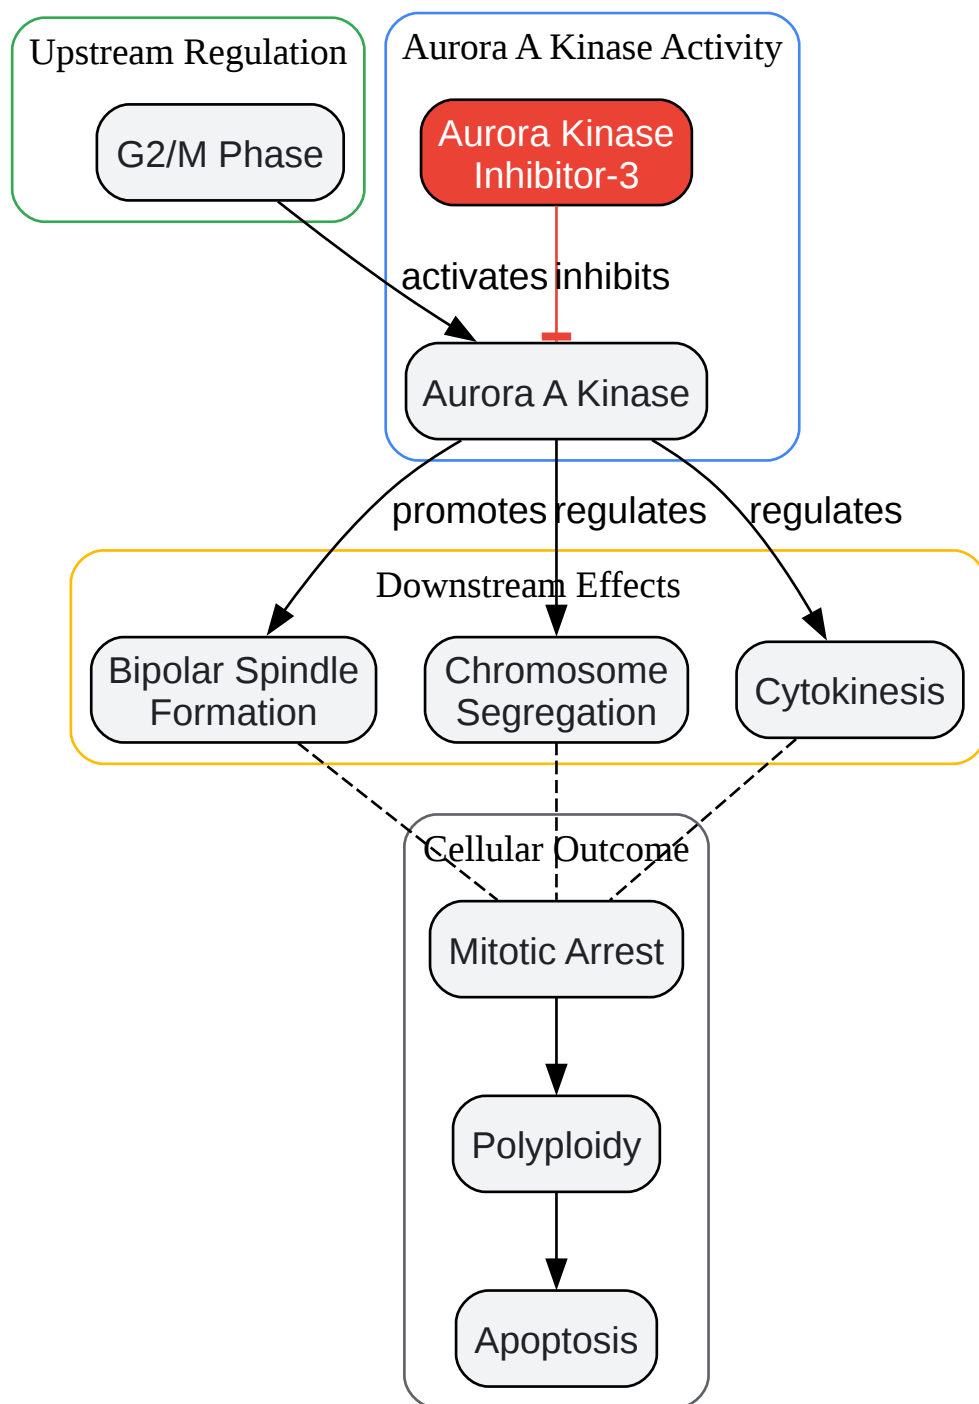 Upstream Regulation
Aurora A Kinase Activity
G2/M Phase
Aurora Kinase
Inhibitor-3
activates
inhibits
Aurora A Kinase
promotes
regulates
regulates
Downstream Effects
Bipolar Spindle
Formation
Chromosome
Segregation
Cytokinesis
Cellular Outcome
Mitotic Arrest
Polyploidy
Apoptosis